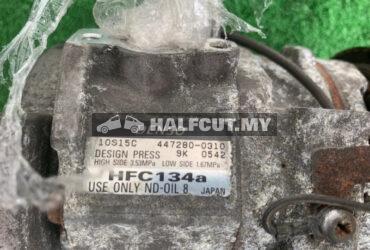 HALFCUT.MY
10S15C 447280-0310
DESIGN PRESS 9K 0542
HIGH SIDE 3.53MPa LOW SIDE 1.67MPa
HFC134a
USE ONLY ND-OIL 8 JAPAN